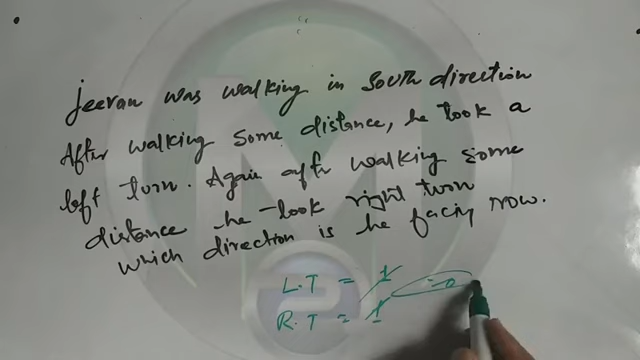 Jeevan was walking in South direction
After walking some distance, he took a
left turn. Again afte walking some
distance he took right turn
which direction is he facing now.
L.T = 1
R.T = 1